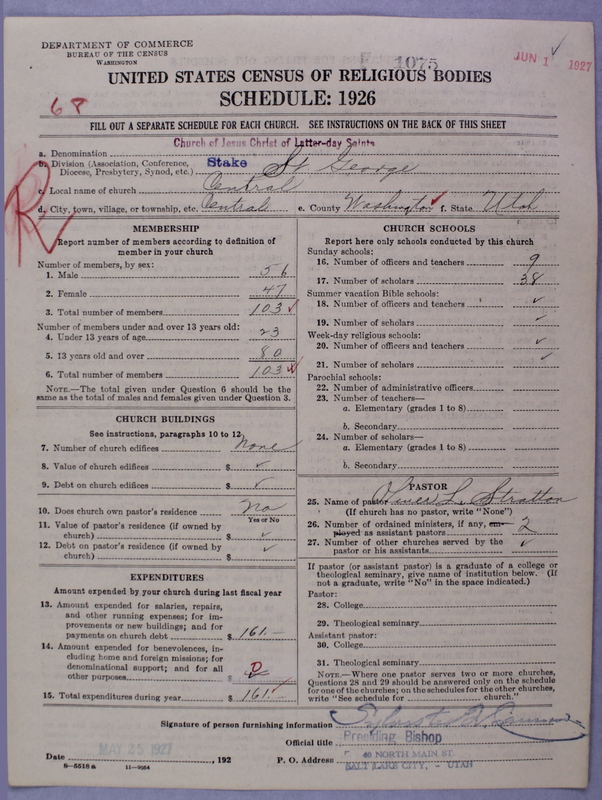 DEPARTMENT OF COMMERCE
BUREAU OF THE CENSUS
WASHINGTON
1075
JUN 1 1927
UNITED STATES CENSUS OF RELIGIOUS BODIES
68
SCHEDULE: 1926
FILL OUT A SEPARATE SCHEDULE FOR EACH CHURCH. SEE INSTRUCTIONS ON THE BACK OF THIS SHEET
Church of Jesus Christ of Latter-day Saints
a. Denomination
b. Division (Association, Conference, Diocese, Presbytery, Synod, etc.) Stake St George
c. Local name of church Central
d. City, town, village, or township, etc. Central e. County Washington f. State Utah
R
MEMBERSHIP
Report number of members according to definition of
member in your church
Number of members, by sex:
1. Male 56
2. Female 47
3. Total number of members 103
Number of members under and over 13 years old:
4. Under 13 years of age 23
5. 13 years old and over 80
6. Total number of members 103
NOTE.—The total given under Question 6 should be
same as the total of males and females given under Question 3.
CHURCH BUILDINGS
See instructions, paragraphs 10 to 12
7. Number of church edifices none
8. Value of church edifices $ ✓
9. Debt on church edifices $ ✓
10. Does church own pastor's residence? No
Yes or No
11. Value of pastor's residence (if owned by
church) $ ✓
12. Debt on pastor's residence (if owned by
church) $ ✓
EXPENDITURES
Amount expended by your church during last fiscal year
13. Amount expended for salaries, repairs,
and other running expenses; for im-
provements or new buildings; and for
payments on church debt $ 161.—
14. Amount expended for benevolences, in-
cluding home and foreign missions; for
denominational support; and for all
other purposes $
15. Total expenditures during year $ 161.—
CHURCH SCHOOLS
Report here only schools conducted by this church
Sunday schools:
16. Number of officers and teachers 9
17. Number of scholars 38
Summer vacation Bible schools:
18. Number of officers and teachers ✓
19. Number of scholars ✓
Week-day religious schools:
20. Number of officers and teachers ✓
21. Number of scholars ✓
Parochial schools:
22. Number of administrative officers
23. Number of teachers—
a. Elementary (grades 1 to 8)
b. Secondary
24. Number of scholars—
a. Elementary (grades 1 to 8)
b. Secondary
PASTOR
25. Name of pastor L. Stratton
(If church has no pastor, write "None")
26. Number of ordained ministers, if any, em-
ployed as assistant pastors 2
27. Number of other churches served by the
pastor or his assistants ✓
If pastor (or assistant pastor) is a graduate of a college or
theological seminary, give name of institution below. (If
not a graduate, write "No" in the space indicated.)
Pastor:
28. College
29. Theological seminary
Assistant pastor:
30. College
31. Theological seminary
NOTE.—Where one pastor serves two or more churches,
Questions 28 and 29 should be answered only on the schedule
for one of the churches; on the schedules for the other churches,
write "See schedule for church."
Signature of person furnishing information Sylvester Q. Cannon
Official title Presiding Bishop
MAY 25 1927
Date , 192 P. O. Address 40 NORTH MAIN ST.
SALT LAKE CITY, - UTAH
8—5518 a 11—9564